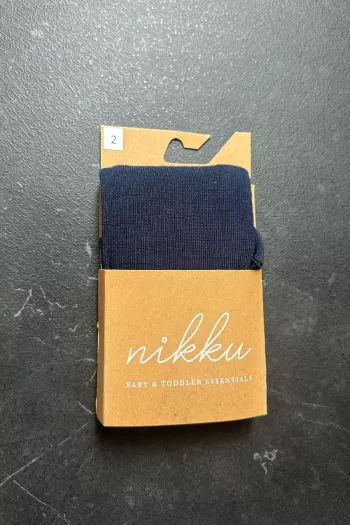 2
nikku
BABY & TODDLER ESSENTIALS